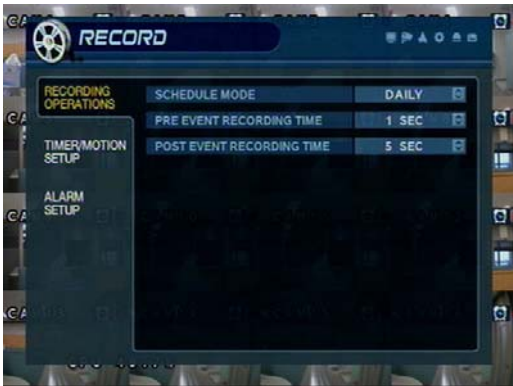 RECORD
RECORDING
OPERATIONS
SCHEDULE MODE DAILY
PRE EVENT RECORDING TIME 1 SEC
TIMER/MOTION
SETUP
POST EVENT RECORDING TIME 5 SEC
ALARM
SETUP